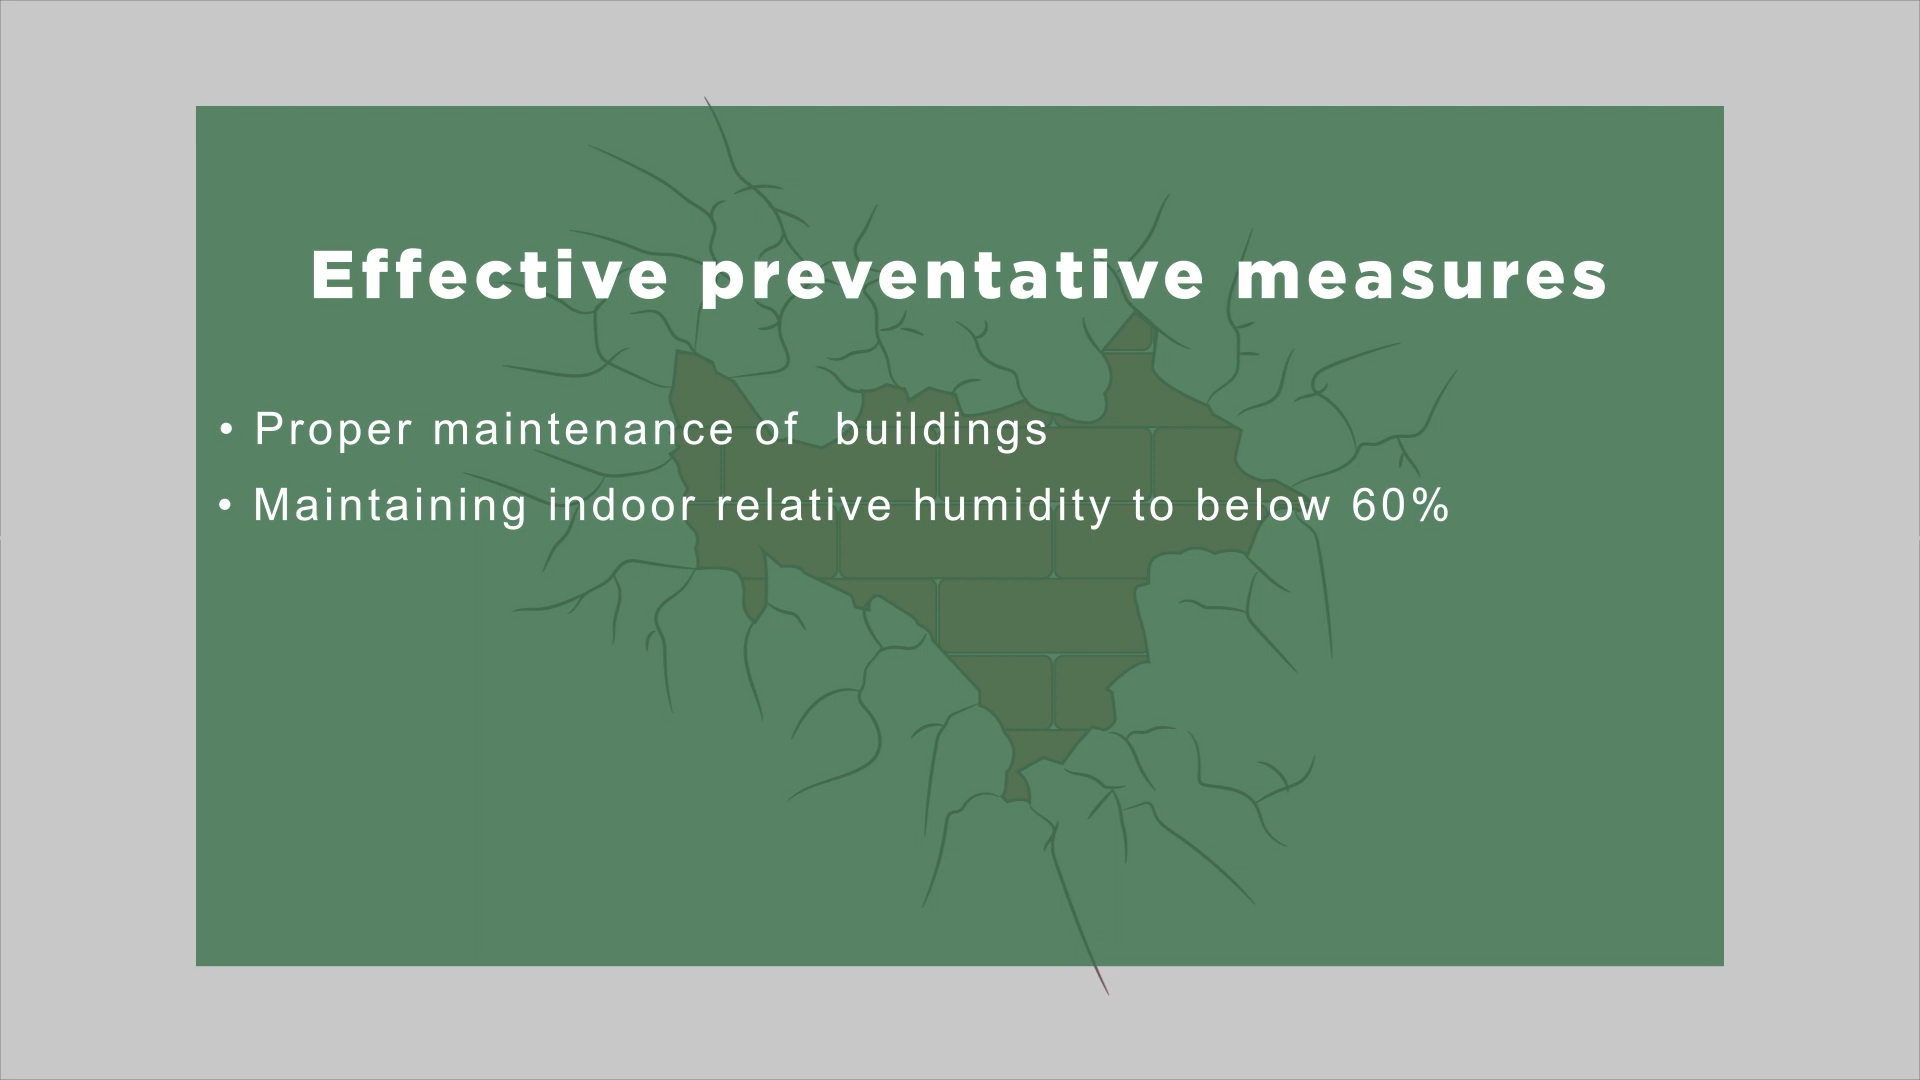 Effective preventative measures
• Proper maintenance of  buildings
• Maintaining indoor relative humidity to below 60%